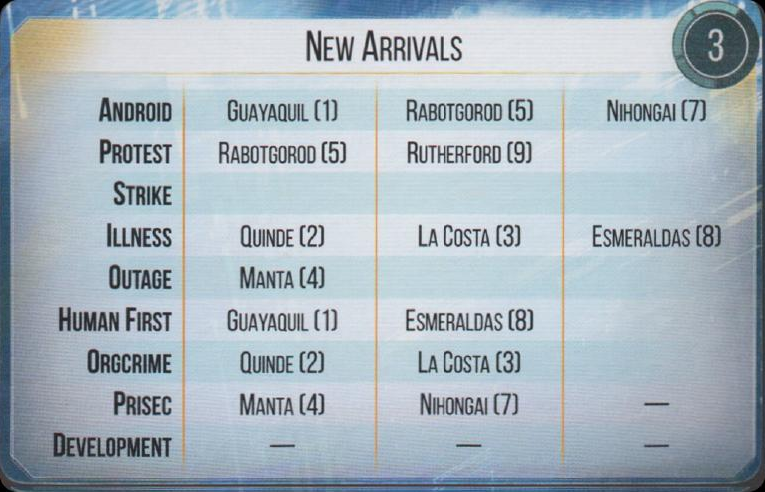 New Arrivals
3
Android Guayaquil (1) Rabotgorod (5) Nihongai (7)
Protest Rabotgorod (5) Rutherford (9)
Strike
Illness Quinde (2) La Costa (3) Esmeraldas (8)
Outage Manta (4)
Human First Guayaquil (1) Esmeraldas (8)
Orgcrime Quinde (2) La Costa (3)
Prisec Manta (4) Nihongai (7) —
Development — — —